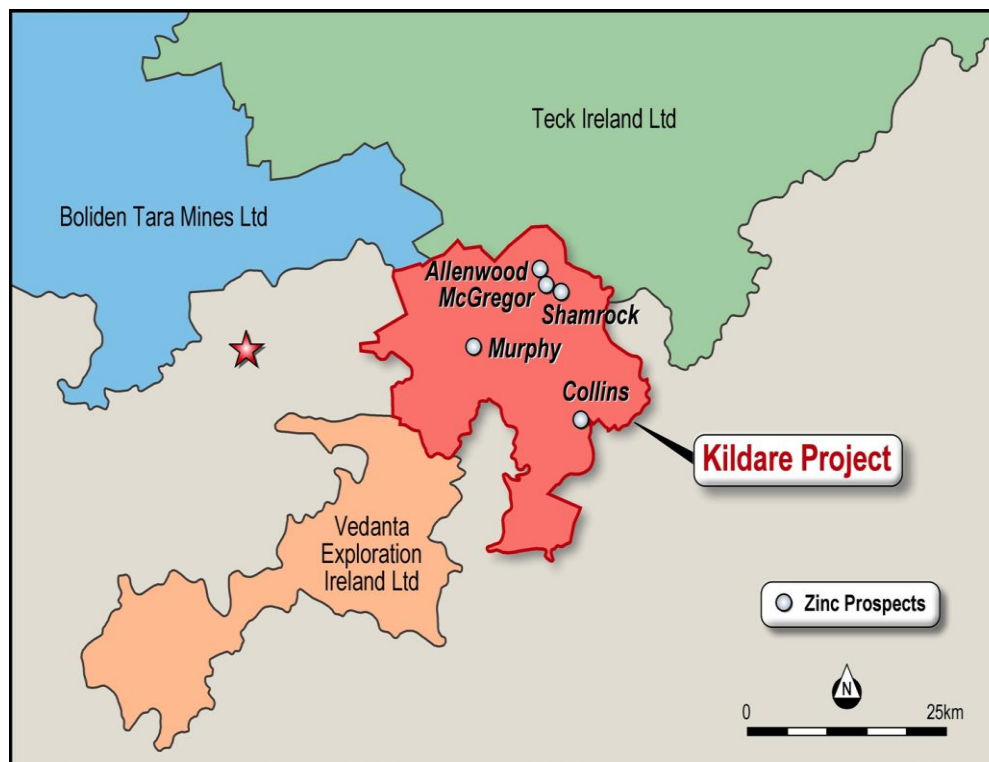 Teck Ireland Ltd
Boliden Tara Mines Ltd
Allenwood
McGregor
Shamrock
Murphy
Collins
Kildare Project
Vedanta
Exploration
Ireland Ltd
Zinc Prospects
N
0 25km